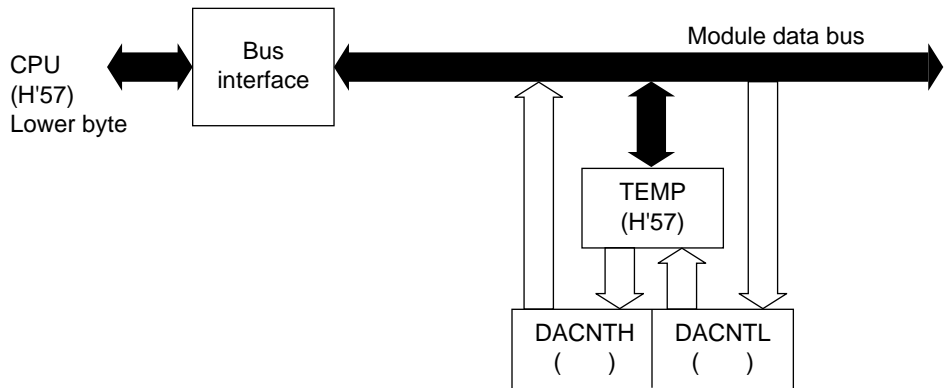 Module data bus
CPU
(H'57)
Lower byte
Bus
interface
TEMP
(H'57)
DACNTH
(    )
DACNTL
(    )